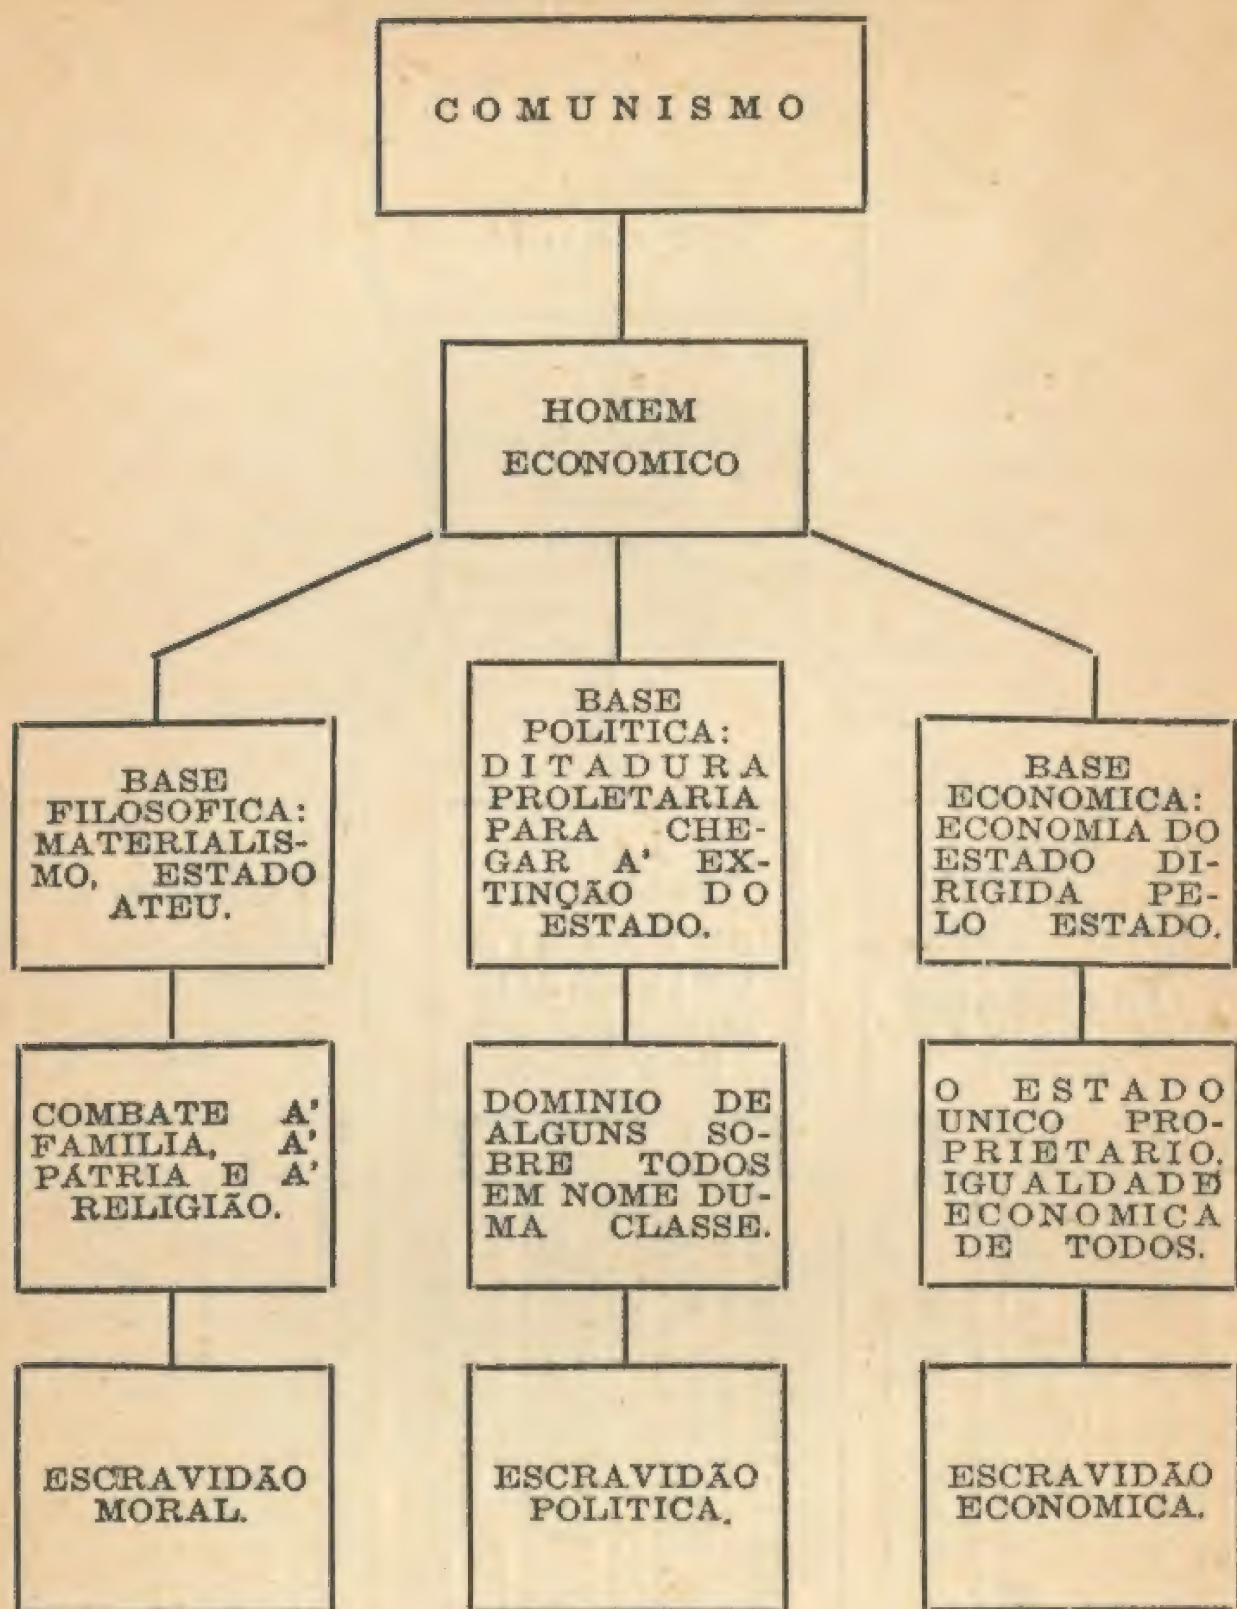 COMUNISMO
HOMEM
ECONOMICO
BASE
FILOSOFICA:
MATERIALIS-
MO, ESTADO
ATEU.
COMBATE A'
FAMILIA, A'
PÁTRIA E A'
RELIGIÃO.
ESCRAVIDÃO
MORAL.
BASE
POLITICA:
DITADURA
PROLETARIA
PARA CHE-
GAR A' EX-
TINÇÃO DO
ESTADO.
DOMINIO DE
ALGUNS SO-
BRE TODOS
EM NOME DU-
MA CLASSE.
ESCRAVIDÃO
POLITICA.
BASE
ECONOMICA:
ECONOMIA DO
ESTADO DI-
RIGIDA PE-
LO ESTADO.
O ESTADO
UNICO PRO-
PRIETARIO.
IGUALDADE
ECONOMICA
DE TODOS.
ESCRAVIDÃO
ECONOMICA.